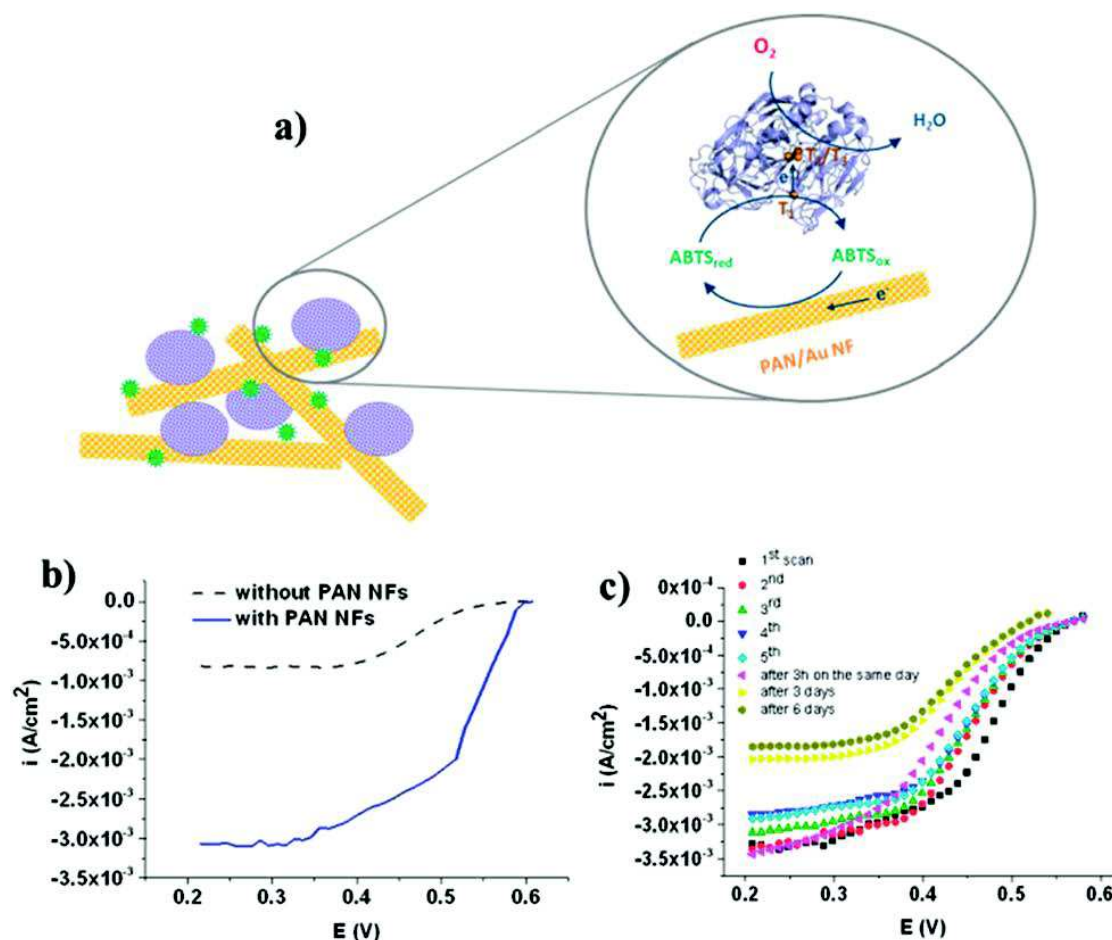 a)
O₂
H₂O
T₂/T₃
e⁻
T₁
ABTSred
ABTSox
e⁻
PAN/Au NF
b)
without PAN NFs
with PAN NFs
0.0
-5.0x10⁻⁴
-1.0x10⁻³
-1.5x10⁻³
-2.0x10⁻³
-2.5x10⁻³
-3.0x10⁻³
-3.5x10⁻³
i (A/cm²)
0.2 0.3 0.4 0.5 0.6
E (V)
c)
1st scan
2nd
3rd
4th
5th
after 3h on the same day
after 3 days
after 6 days
0x10⁻⁴
0.0
-5.0x10⁻⁴
-1.0x10⁻³
-1.5x10⁻³
-2.0x10⁻³
-2.5x10⁻³
-3.0x10⁻³
-3.5x10⁻³
i (A/cm²)
0.2 0.3 0.4 0.5 0.6
E (V)